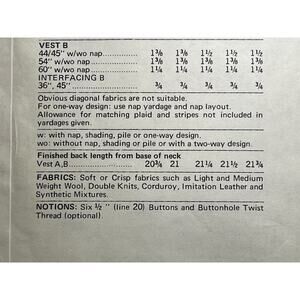 VEST B
44/45" w/wo nap.............. 1⅜ 1⅜ 1⅜ 1½ 1½
54" w/wo nap................... 1⅜ 1⅜ 1⅜ 1½ 1½
60" w/wo nap................... 1¼ 1¼ 1¼ 1¼ 1¼
INTERFACING B
36", 45"............................ ¾ ¾ ¾ ¾ ¾
Obvious diagonal fabrics are not suitable.
For one-way design: use nap yardage and nap layout.
Allowance for matching plaid and stripes not included in
yardages given.
w: with nap, shading, pile or one-way design.
wo: without nap, shading or pile or with a two-way design.
Finished back length from base of neck
Vest A,B............................ 20¾ 21 21¼ 21½ 21¾
FABRICS: Soft or Crisp fabrics such as Light and Medium
Weight Wool, Double Knits, Corduroy, Imitation Leather and
Synthetic Mixtures.
NOTIONS: Six ½ " (line 20) Buttons and Buttonhole Twist
Thread (optional).